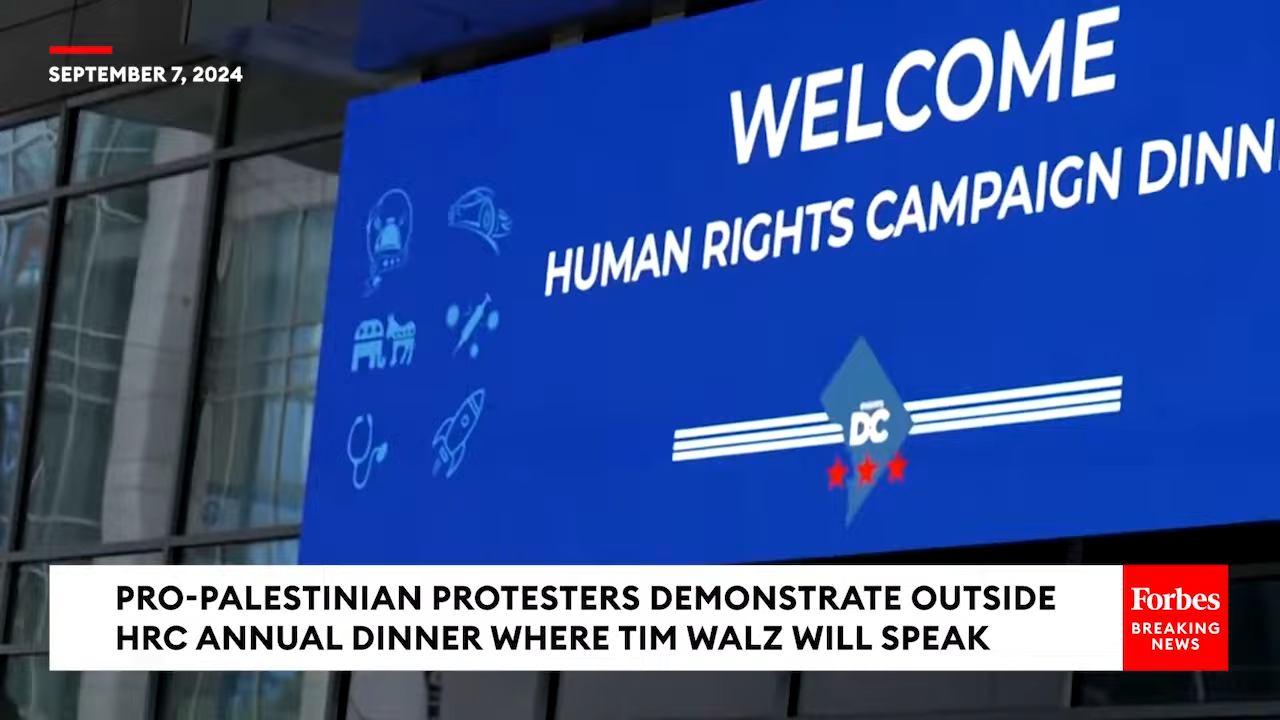 SEPTEMBER 7, 2024
WELCOME
HUMAN RIGHTS CAMPAIGN DINN
DC
PRO-PALESTINIAN PROTESTERS DEMONSTRATE OUTSIDE
HRC ANNUAL DINNER WHERE TIM WALZ WILL SPEAK
Forbes
BREAKING
NEWS